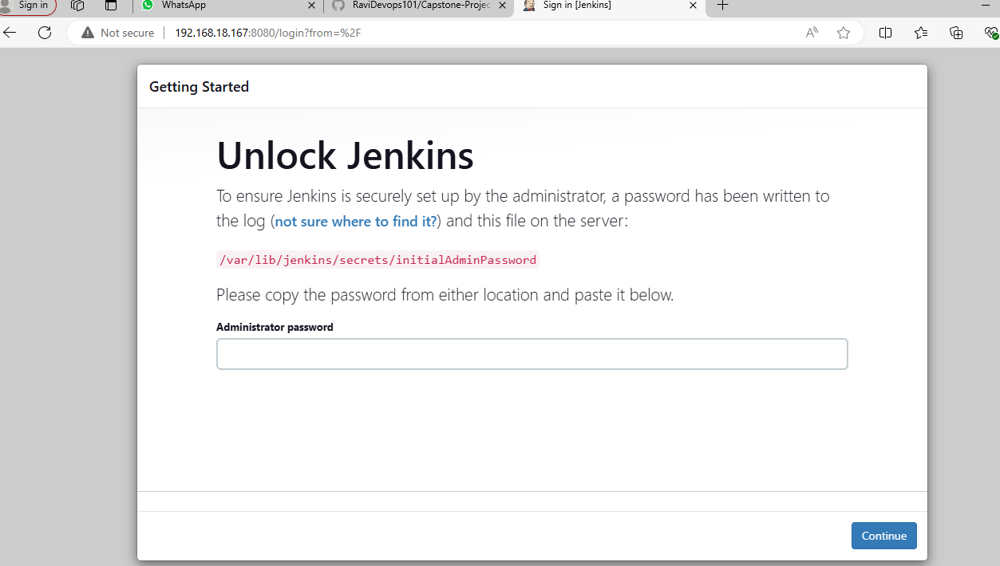 Sign in
WhatsApp
RaviDevops101/Capstone-Projec
Sign in [Jenkins]
Not secure
192.168.18.167:8080/login?from=%2F
Getting Started
Unlock Jenkins
To ensure Jenkins is securely set up by the administrator, a password has been written to
the log (not sure where to find it?) and this file on the server:
/var/lib/jenkins/secrets/initialAdminPassword
Please copy the password from either location and paste it below.
Administrator password
Continue